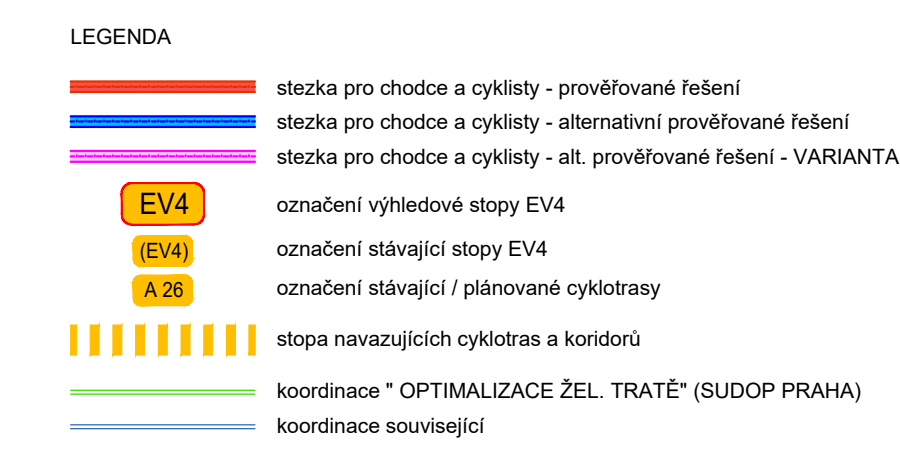 LEGENDA
stezka pro chodce a cyklisty - prověřované řešení
stezka pro chodce a cyklisty - alternativní prověřované řešení
stezka pro chodce a cyklisty - alt. prověřované řešení - VARIANTA
EV4 označení výhledové stopy EV4
(EV4) označení stávající stopy EV4
A 26 označení stávající / plánované cyklotrasy
stopa navazujících cyklotras a koridorů
koordinace " OPTIMALIZACE ŽEL. TRATĚ" (SUDOP PRAHA)
koordinace související